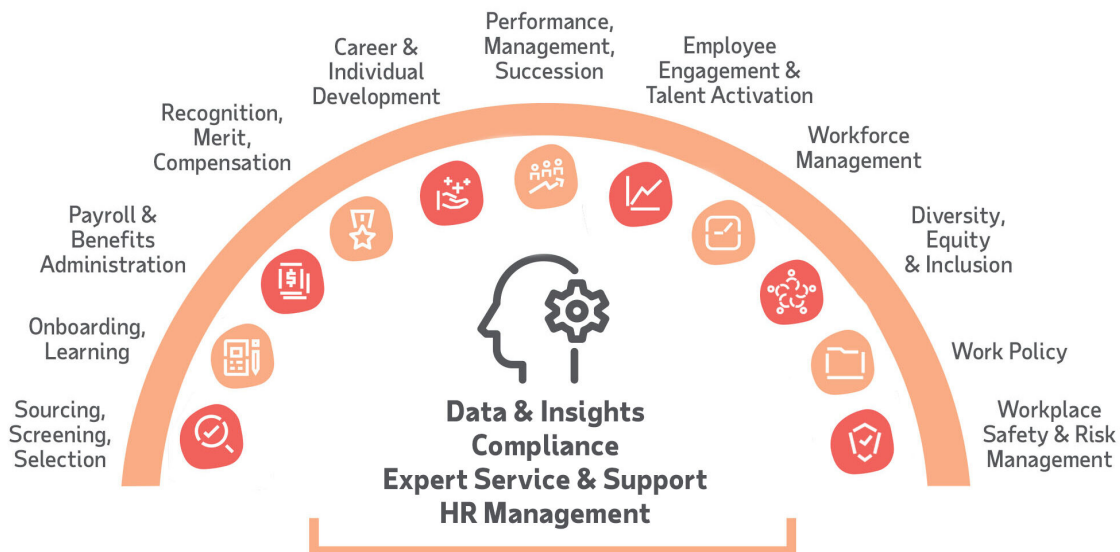 Sourcing,
Screening,
Selection
Onboarding,
Learning
Payroll &
Benefits
Administration
Recognition,
Merit,
Compensation
Career &
Individual
Development
Performance,
Management,
Succession
Employee
Engagement &
Talent Activation
Workforce
Management
Diversity,
Equity
& Inclusion
Work Policy
Workplace
Safety & Risk
Management
$
Data & Insights
Compliance
Expert Service & Support
HR Management